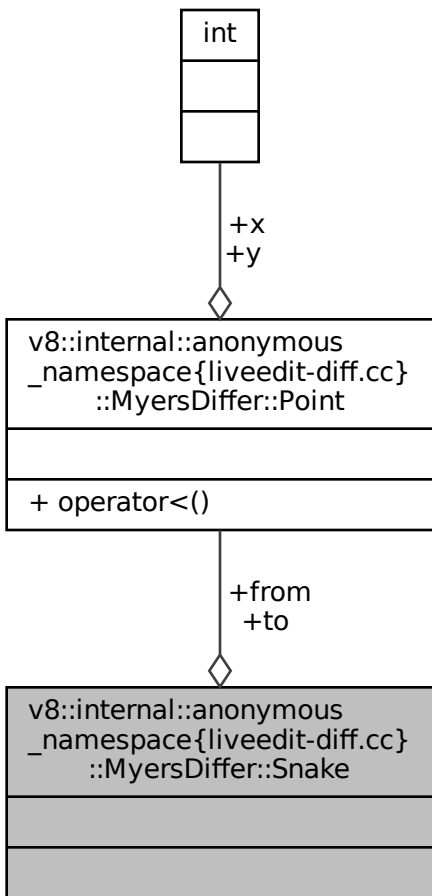 int
+x
+y
v8::internal::anonymous
_namespace{liveedit-diff.cc}
::MyersDiffer::Point
+ operator<()
+from
+to
v8::internal::anonymous
_namespace{liveedit-diff.cc}
::MyersDiffer::Snake